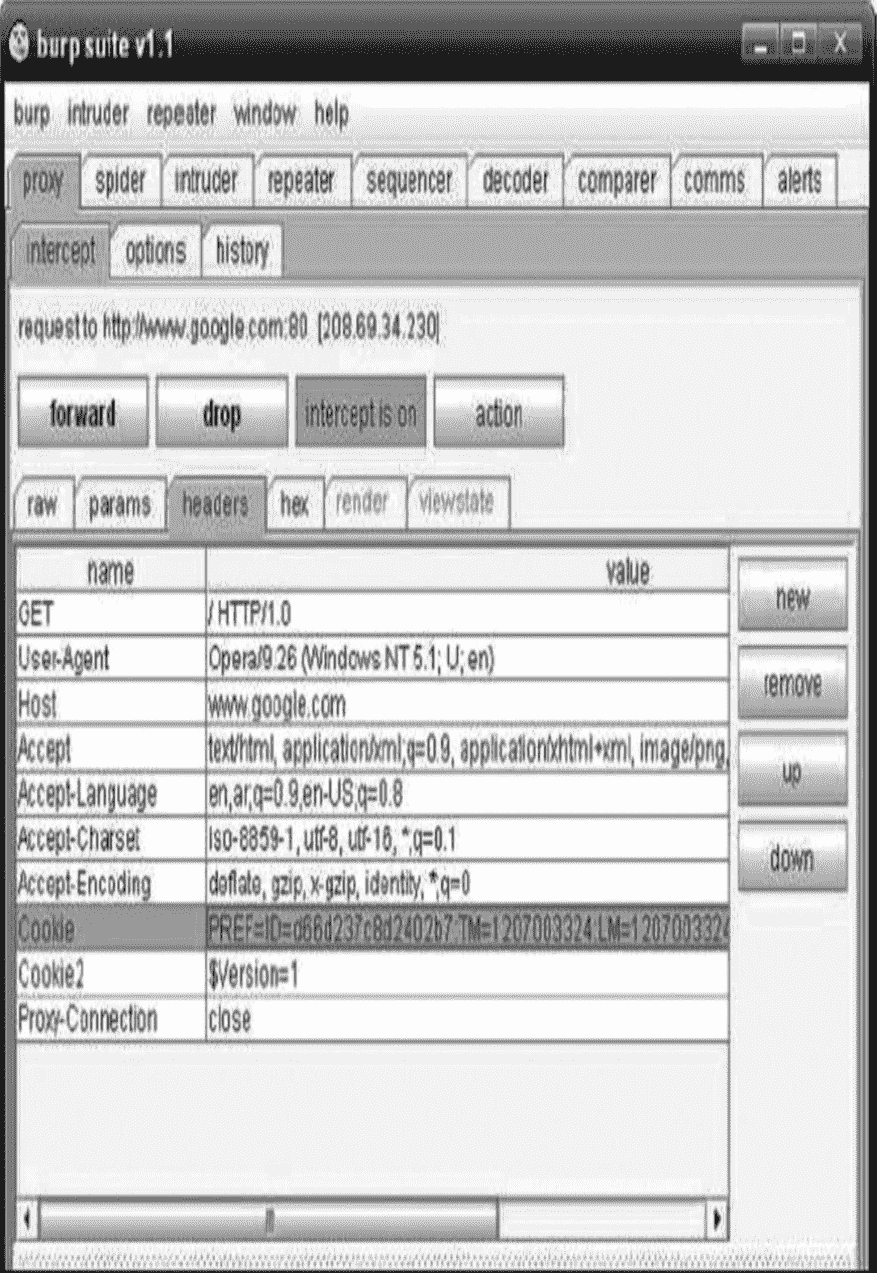 burp suite v1.1
burp intruder repeater window help
proxy spider intruder repeater sequencer decoder comparer comms alerts
intercept options history
request to http://www.google.com:80 [208.69.34.230]
forward drop intercept is on action
raw params headers hex render viewstate
name value
GET / HTTP/1.0
User-Agent Opera/9.26 (Windows NT 5.1; U; en)
Host www.google.com
Accept text/html, application/xml;q=0.9, application/xhtml+xml, image/png,
Accept-Language en,ar;q=0.9,en-US;q=0.8
Accept-Charset iso-8859-1, utf-8, utf-16, *;q=0.1
Accept-Encoding deflate, gzip, x-gzip, identity, *;q=0
Cookie PREF=ID=d66d237c8d2402b7:TM=1207003324:LM=1207003324
Cookie2 $Version=1
Proxy-Connection close
new
remove
up
down